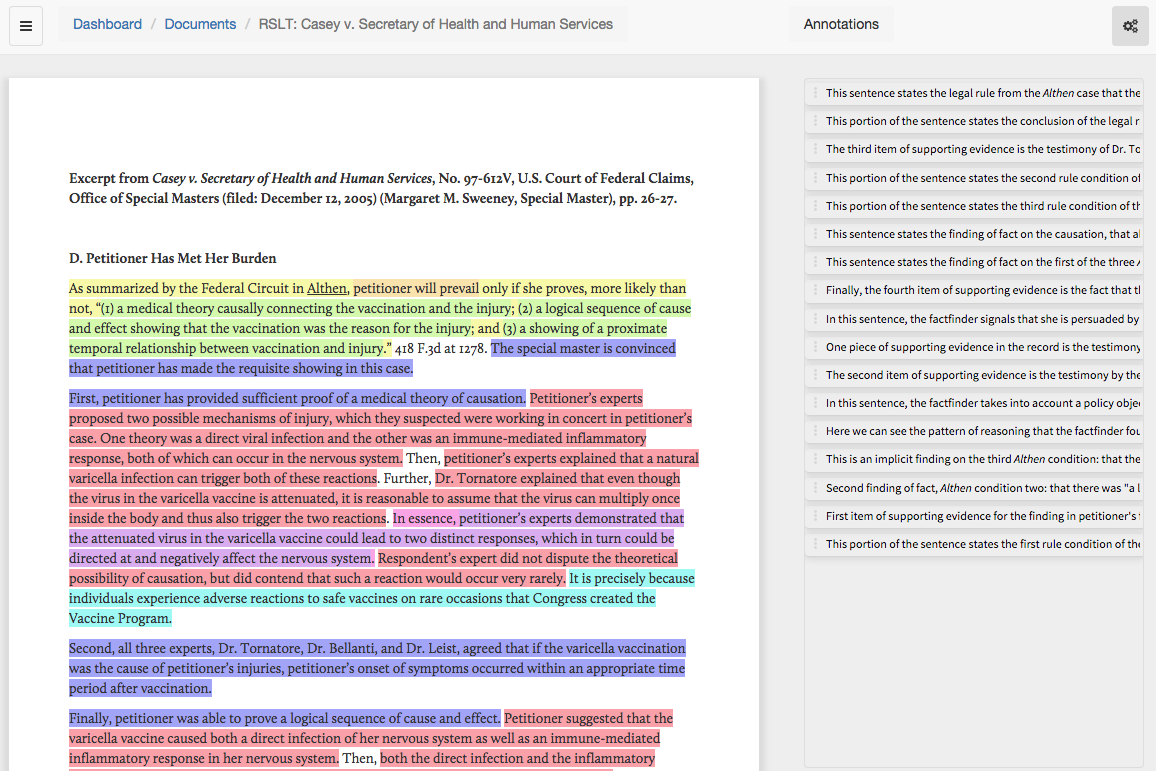 Dashboard / Documents / RSLT: Casey v. Secretary of Health and Human Services
Annotations
Excerpt from Casey v. Secretary of Health and Human Services, No. 97-612V, U.S. Court of Federal Claims,
Office of Special Masters (filed: December 12, 2005) (Margaret M. Sweeney, Special Master), pp. 26-27.
D. Petitioner Has Met Her Burden
As summarized by the Federal Circuit in Althen, petitioner will prevail only if she proves, more likely than
not, “(1) a medical theory causally connecting the vaccination and the injury; (2) a logical sequence of cause
and effect showing that the vaccination was the reason for the injury; and (3) a showing of a proximate
temporal relationship between vaccination and injury.” 418 F.3d at 1278. The special master is convinced
that petitioner has made the requisite showing in this case.
First, petitioner has provided sufficient proof of a medical theory of causation. Petitioner’s experts
proposed two possible mechanisms of injury, which they suspected were working in concert in petitioner’s
case. One theory was a direct viral infection and the other was an immune-mediated inflammatory
response, both of which can occur in the nervous system. Then, petitioner’s experts explained that a natural
varicella infection can trigger both of these reactions. Further, Dr. Tornatore explained that even though
the virus in the varicella vaccine is attenuated, it is reasonable to assume that the virus can multiply once
inside the body and thus also trigger the two reactions. In essence, petitioner’s experts demonstrated that
the attenuated virus in the varicella vaccine could lead to two distinct responses, which in turn could be
directed at and negatively affect the nervous system. Respondent’s expert did not dispute the theoretical
possibility of causation, but did contend that such a reaction would occur very rarely. It is precisely because
individuals experience adverse reactions to safe vaccines on rare occasions that Congress created the
Vaccine Program.
Second, all three experts, Dr. Tornatore, Dr. Bellanti, and Dr. Leist, agreed that if the varicella vaccination
was the cause of petitioner’s injuries, petitioner’s onset of symptoms occurred within an appropriate time
period after vaccination.
Finally, petitioner was able to prove a logical sequence of cause and effect. Petitioner suggested that the
varicella vaccine caused both a direct infection of her nervous system as well as an immune-mediated
inflammatory response in her nervous system. Then, both the direct infection and the inflammatory
This sentence states the legal rule from the Althen case that the
This portion of the sentence states the conclusion of the legal r
The third item of supporting evidence is the testimony of Dr. To
This portion of the sentence states the second rule condition of
This portion of the sentence states the third rule condition of th
This sentence states the finding of fact on the causation, that al
This sentence states the finding of fact on the first of the three A
Finally, the fourth item of supporting evidence is the fact that th
In this sentence, the factfinder signals that she is persuaded by
One piece of supporting evidence in the record is the testimony
The second item of supporting evidence is the testimony by the
In this sentence, the factfinder takes into account a policy obje
Here we can see the pattern of reasoning that the factfinder fou
This is an implicit finding on the third Althen condition: that the
Second finding of fact, Althen condition two: that there was "a l
First item of supporting evidence for the finding in petitioner's
This portion of the sentence states the first rule condition of the